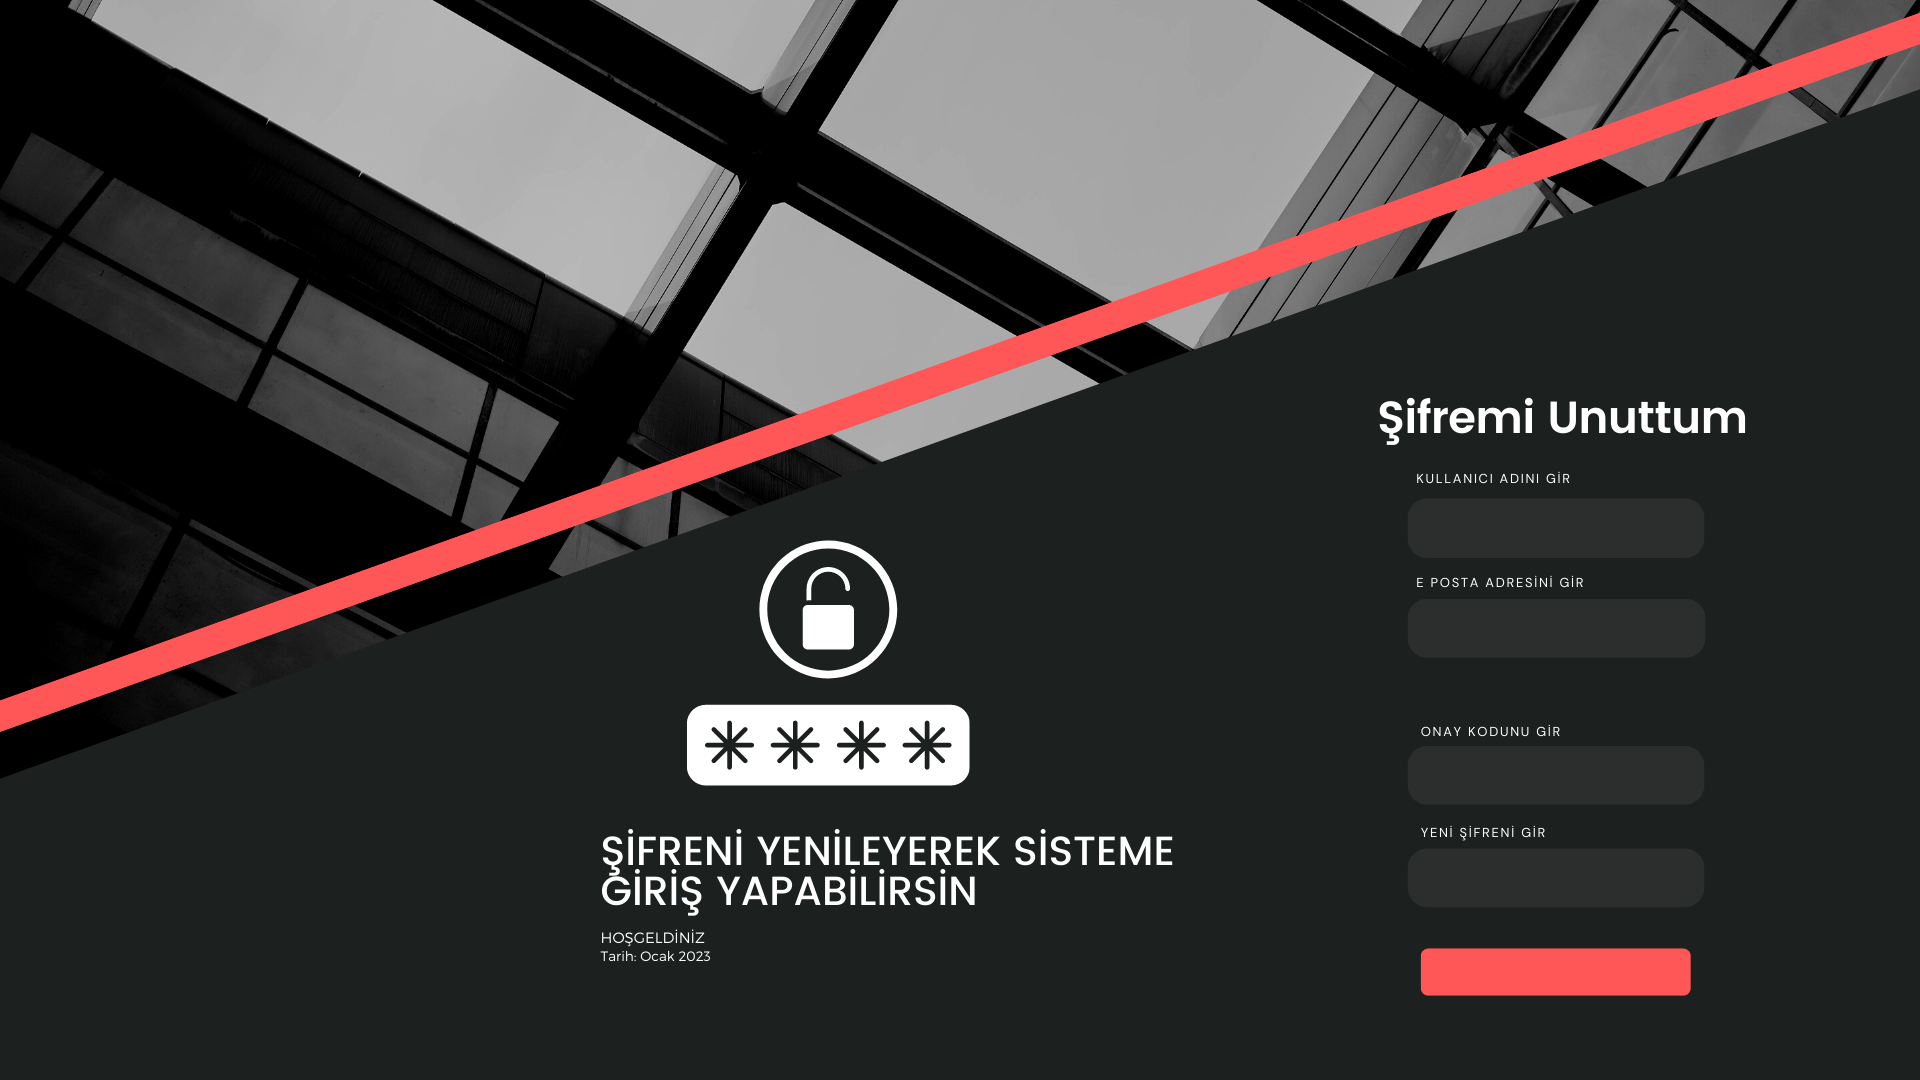 Şifremi Unuttum
KULLANICI ADINI GİR
E POSTA ADRESİNİ GİR
ONAY KODUNU GİR
YENİ ŞİFRENİ GİR
ŞİFRENİ YENİLEYEREK SİSTEME
GİRİŞ YAPABİLİRSİN
HOŞGELDİNİZ
Tarih: Ocak 2023